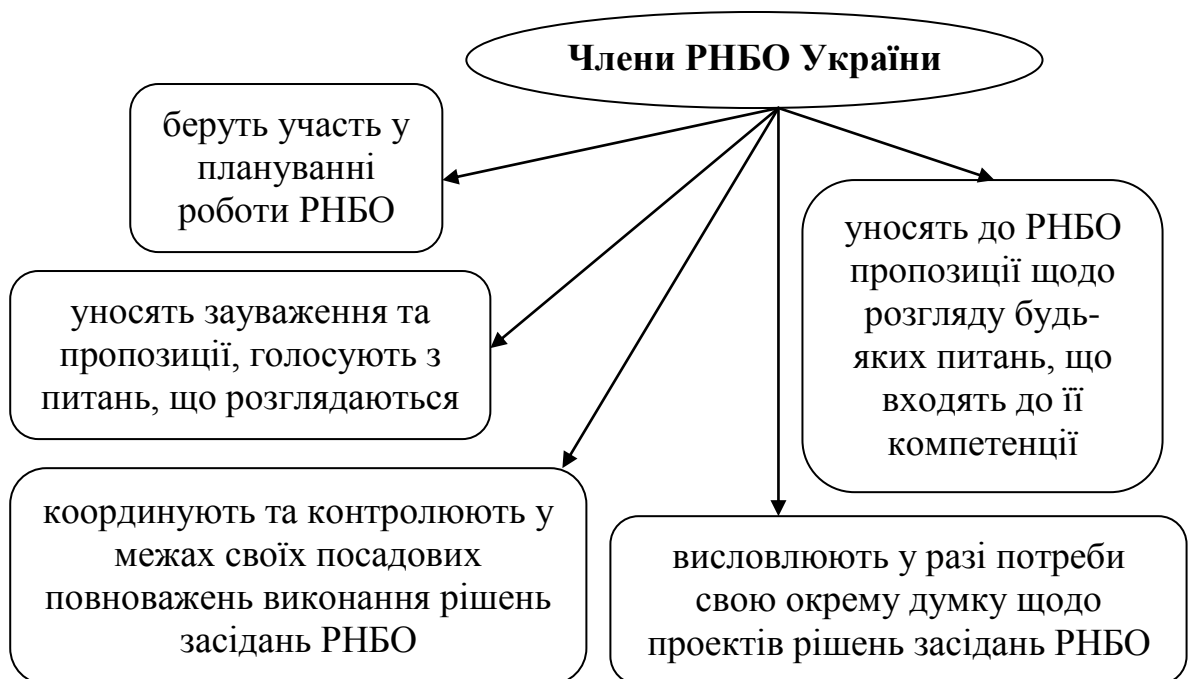 Члени РНБО України
беруть участь у
плануванні
роботи РНБО
уносять до РНБО
пропозиції щодо
розгляду будь-
яких питань, що
входять до її
компетенції
уносять зауваження та
пропозиції, голосують з
питань, що розглядаються
координують та контролюють у
межах своїх посадових
повноважень виконання рішень
засідань РНБО
висловлюють у разі потреби
свою окрему думку щодо
проектів рішень засідань РНБО